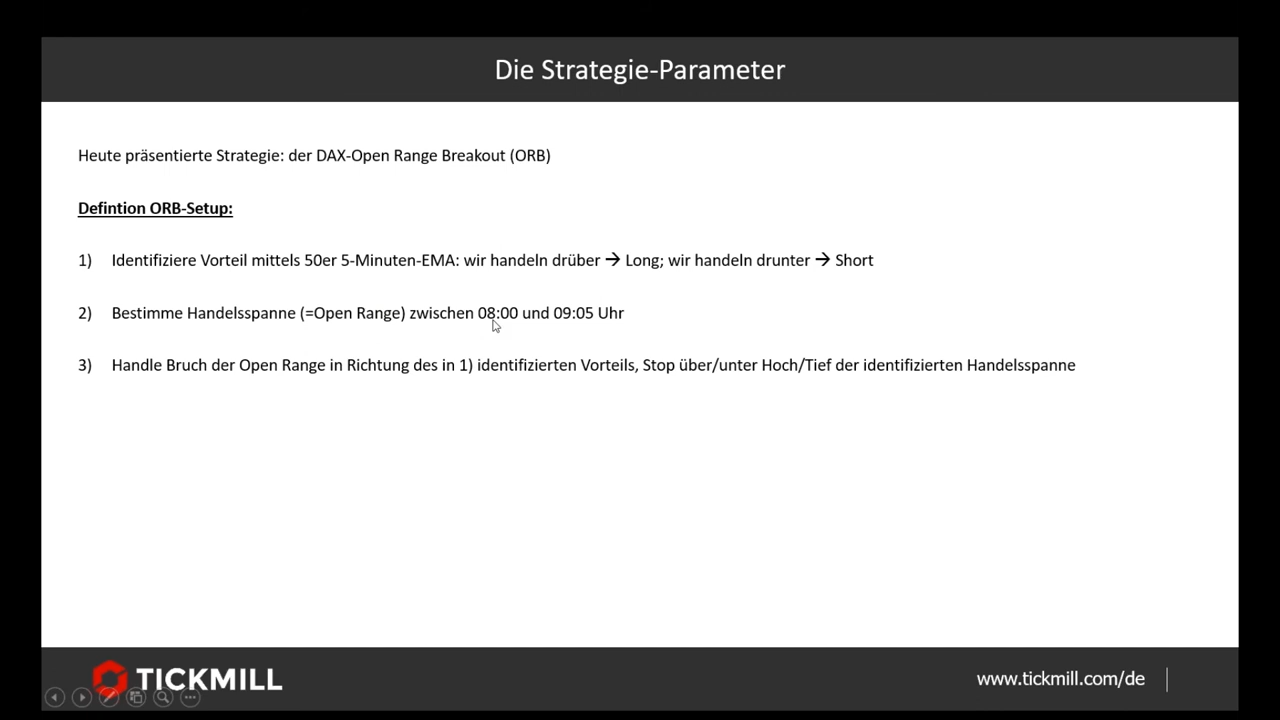 Die Strategie-Parameter
Heute präsentierte Strategie: der DAX-Open Range Breakout (ORB)
Defintion ORB-Setup:
1) Identifiziere Vorteil mittels 50er 5-Minuten-EMA: wir handeln drüber → Long; wir handeln drunter → Short
2) Bestimme Handelsspanne (=Open Range) zwischen 08:00 und 09:05 Uhr
3) Handle Bruch der Open Range in Richtung des in 1) identifizierten Vorteils, Stop über/unter Hoch/Tief der identifizierten Handelsspanne
TICKMILL
www.tickmill.com/de